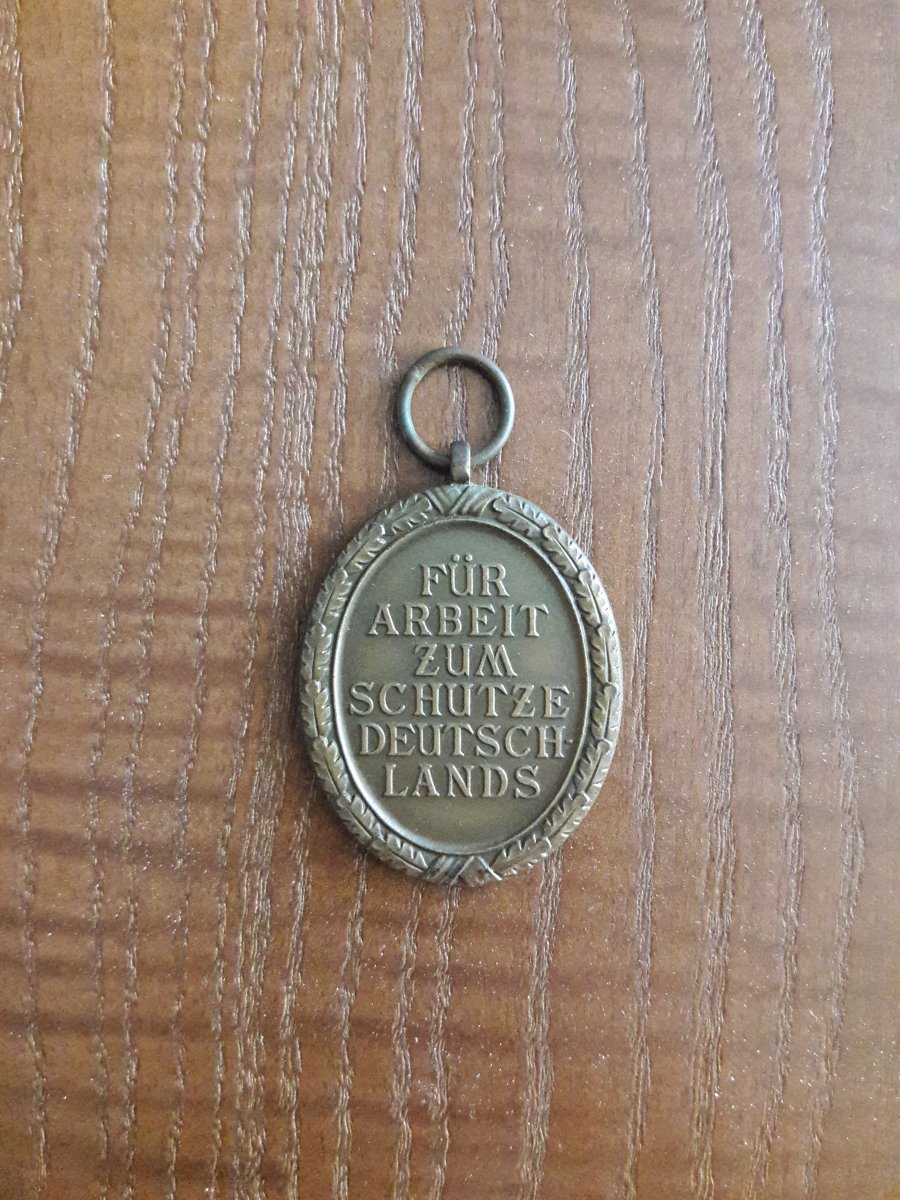 FÜR
ARBEIT
ZUM
SCHUTZE
DEUTSCH
LANDS